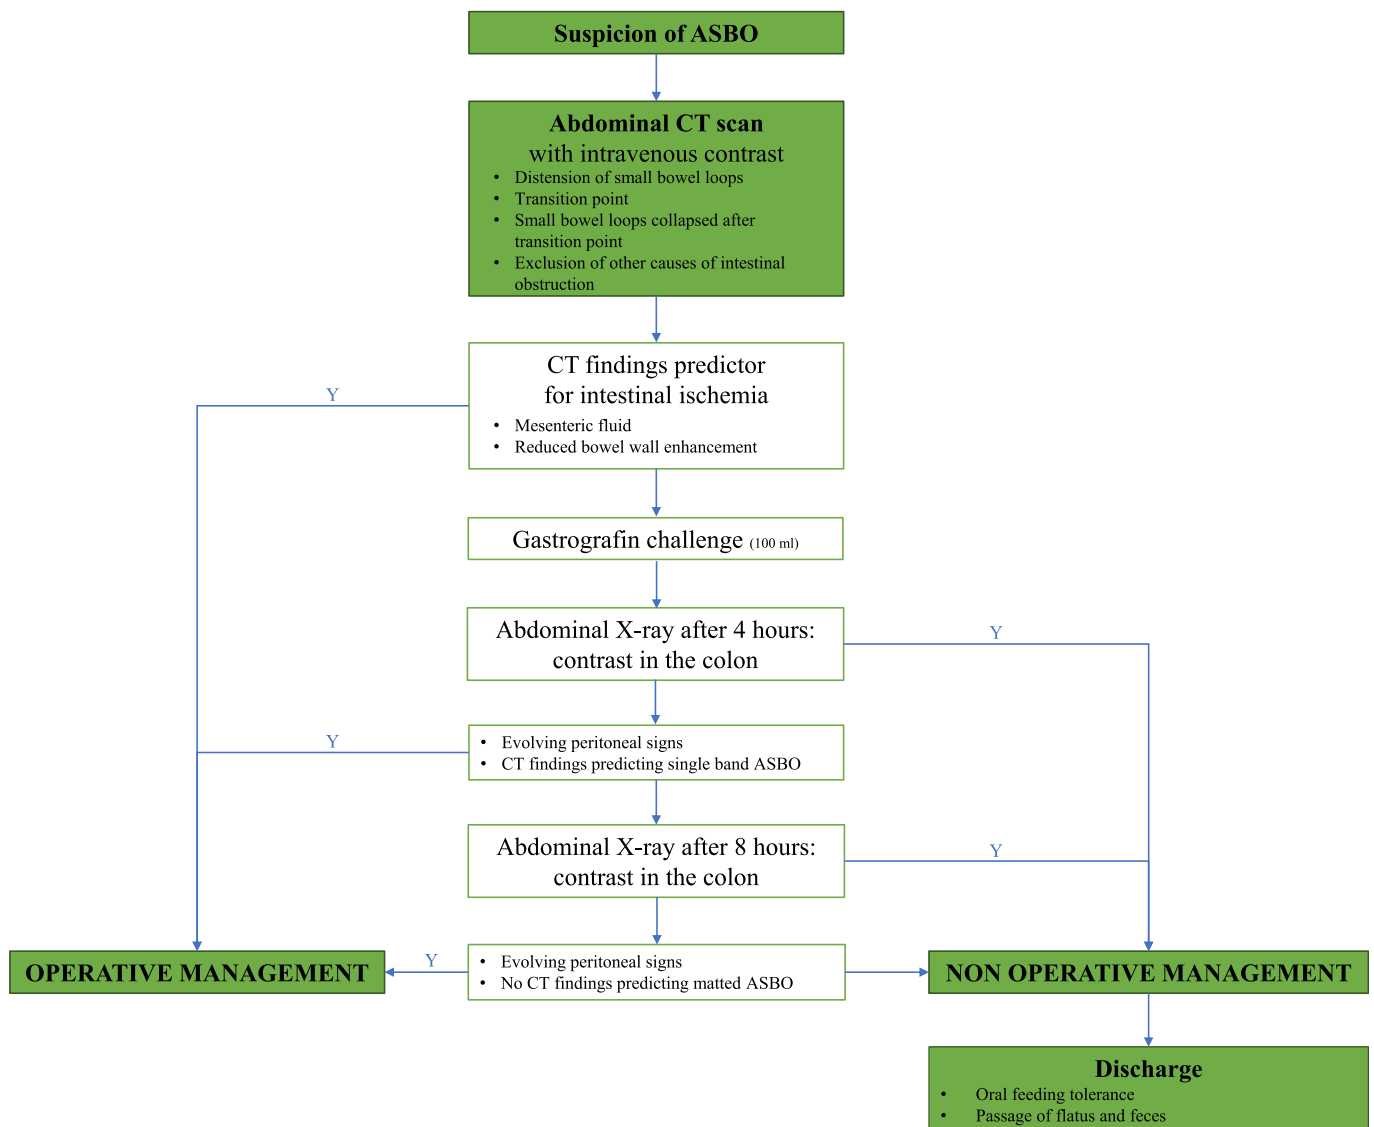 Suspicion of ASBO
Abdominal CT scan
with intravenous contrast
• Distension of small bowel loops
• Transition point
• Small bowel loops collapsed after
transition point
• Exclusion of other causes of intestinal
obstruction
CT findings predictor
for intestinal ischemia
• Mesenteric fluid
• Reduced bowel wall enhancement
Y
Gastrografin challenge (100 ml)
Abdominal X-ray after 4 hours:
contrast in the colon
Y
• Evolving peritoneal signs
• CT findings predicting single band ASBO
Y
Abdominal X-ray after 8 hours:
contrast in the colon
Y
• Evolving peritoneal signs
• No CT findings predicting matted ASBO
Y
OPERATIVE MANAGEMENT
NON OPERATIVE MANAGEMENT
Discharge
• Oral feeding tolerance
• Passage of flatus and feces